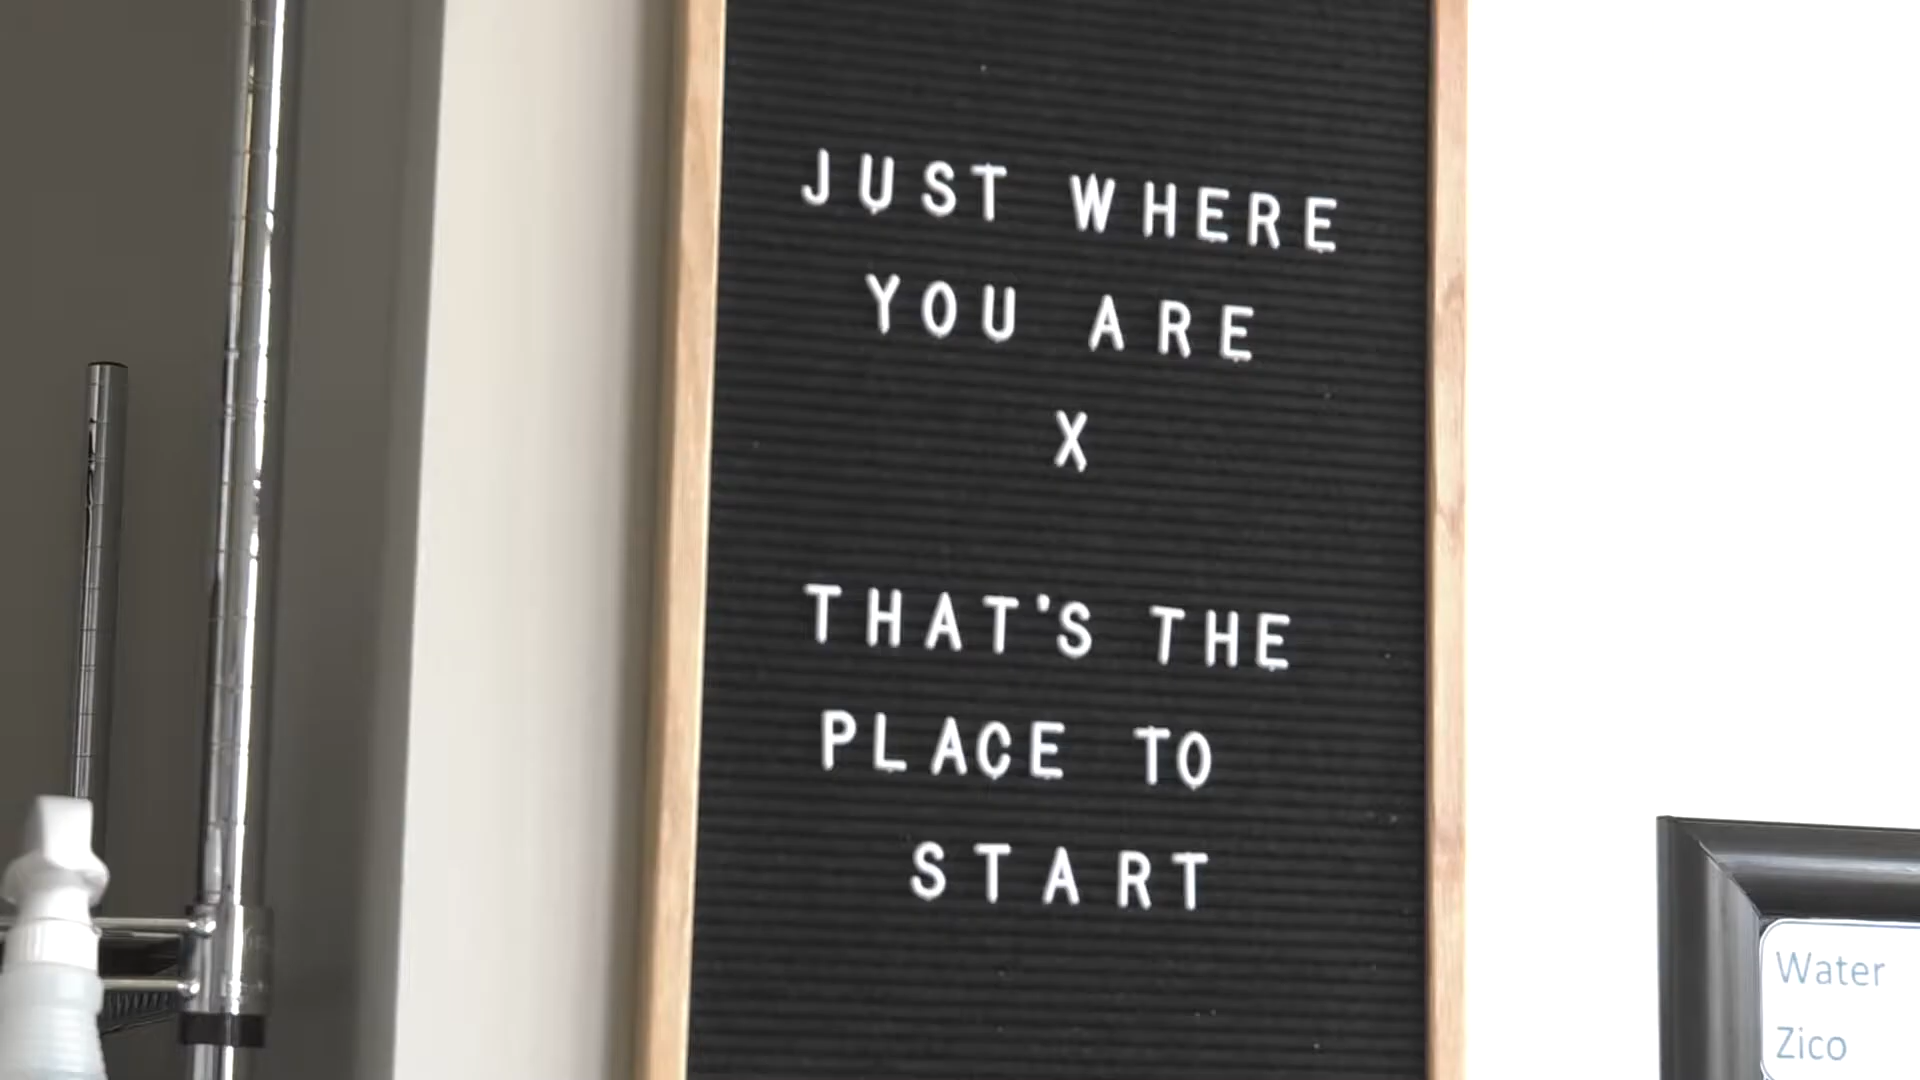 JUST WHERE
YOU ARE
X
THAT'S THE
PLACE TO
START
Water
Zico